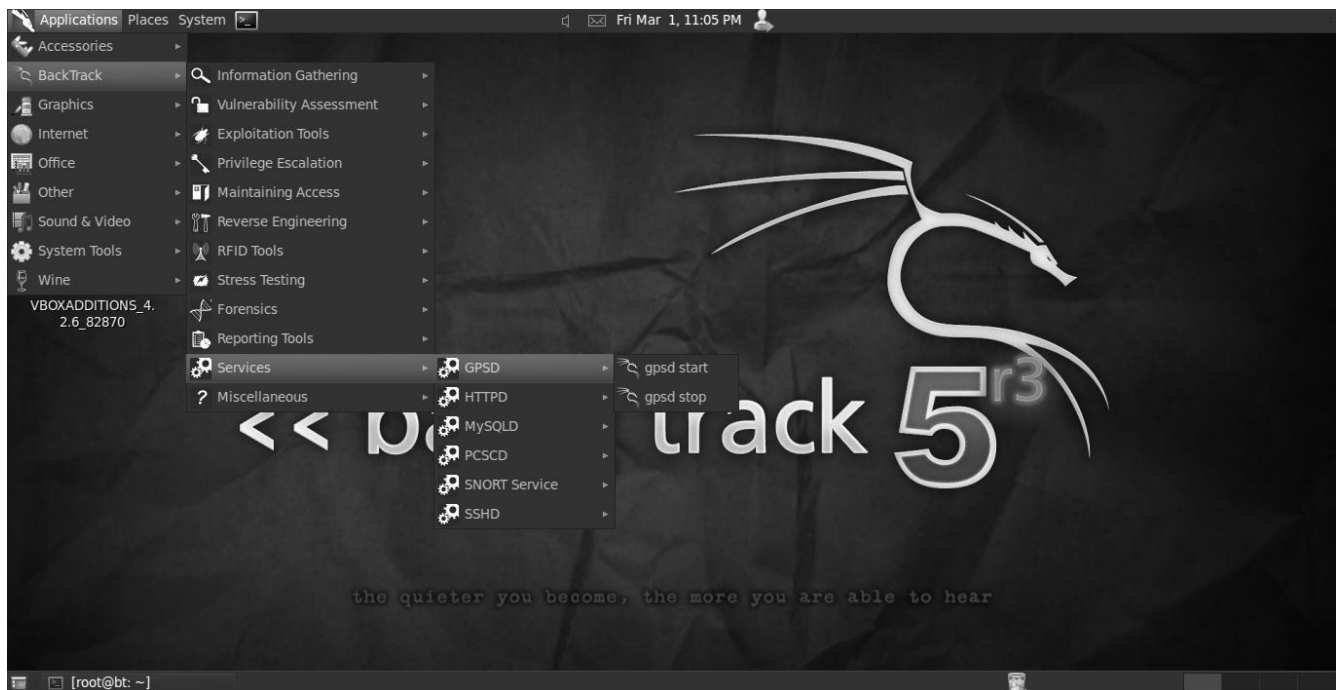 Applications Places System Fri Mar 1, 11:05 PM
Accessories
BackTrack
Graphics
Internet
Office
Other
Sound & Video
System Tools
Wine
VBOXADDITIONS_4.
2.6_82870
Information Gathering
Vulnerability Assessment
Exploitation Tools
Privilege Escalation
Maintaining Access
Reverse Engineering
RFID Tools
Stress Testing
Forensics
Reporting Tools
Services
? Miscellaneous
GPSD
HTTPD
MySQLD
PCSCD
SNORT Service
SSHD
gpsd start
gpsd stop
<< b track 5 r3
the quieter you become, the more you are able to hear
[root@bt: ~]